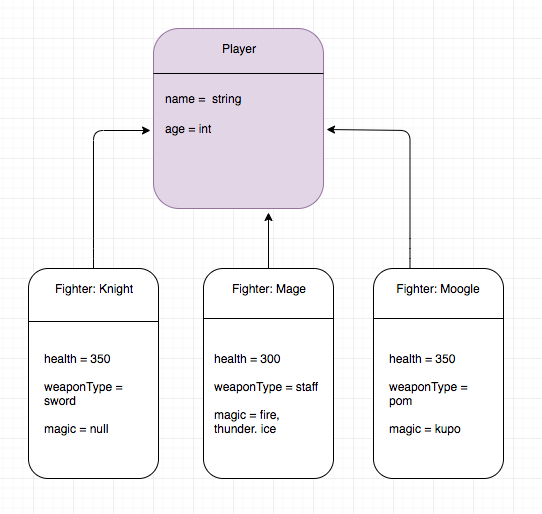 Player
name = string
age = int
Fighter: Knight
health = 350
weaponType =
sword
magic = null
Fighter: Mage
health = 300
weaponType = staff
magic = fire,
thunder. ice
Fighter: Moogle
health = 350
weaponType =
pom
magic = kupo